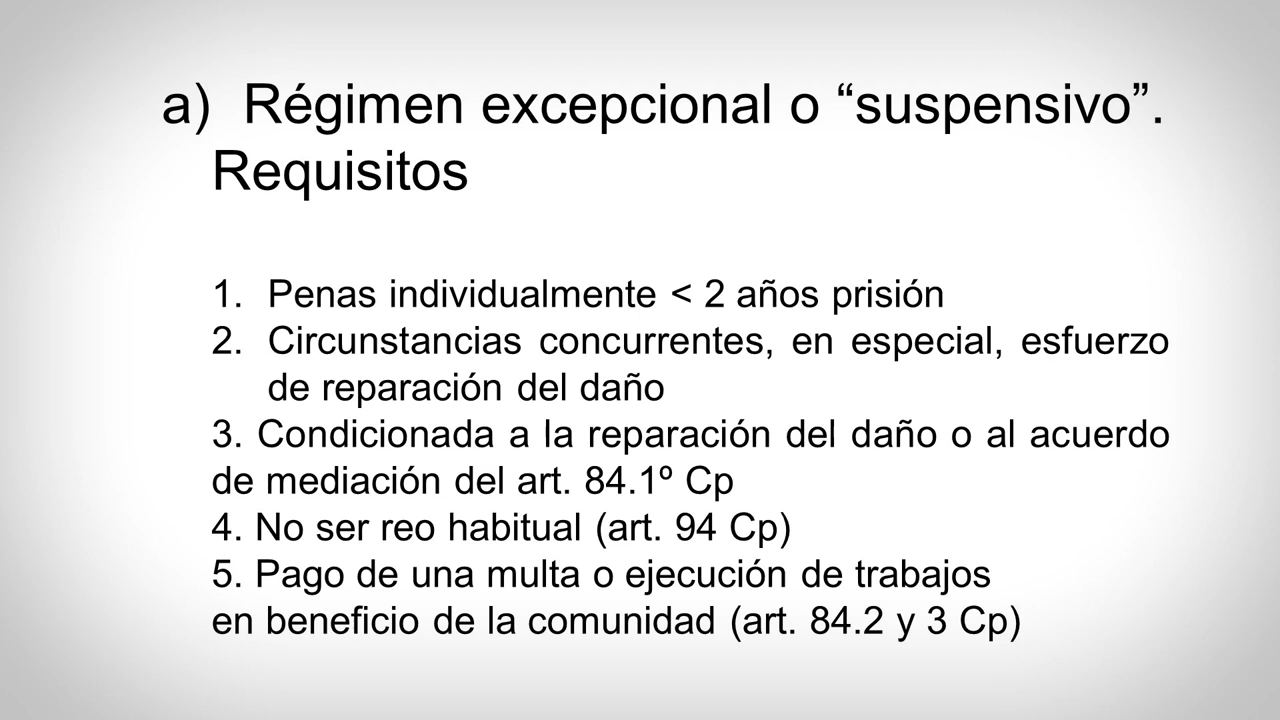 a) Régimen excepcional o “suspensivo”.
Requisitos
1. Penas individualmente < 2 años prisión
2. Circunstancias concurrentes, en especial, esfuerzo
de reparación del daño
3. Condicionada a la reparación del daño o al acuerdo
de mediación del art. 84.1º Cp
4. No ser reo habitual (art. 94 Cp)
5. Pago de una multa o ejecución de trabajos
en beneficio de la comunidad (art. 84.2 y 3 Cp)